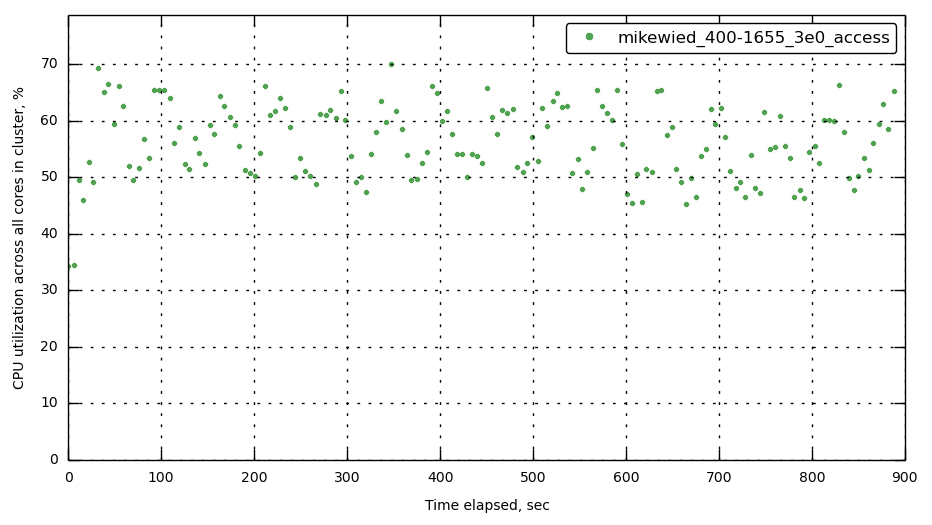 mikewied_400-1655_3e0_access
CPU utilization across all cores in cluster, %
70
60
50
40
30
20
10
0
0 100 200 300 400 500 600 700 800 900
Time elapsed, sec